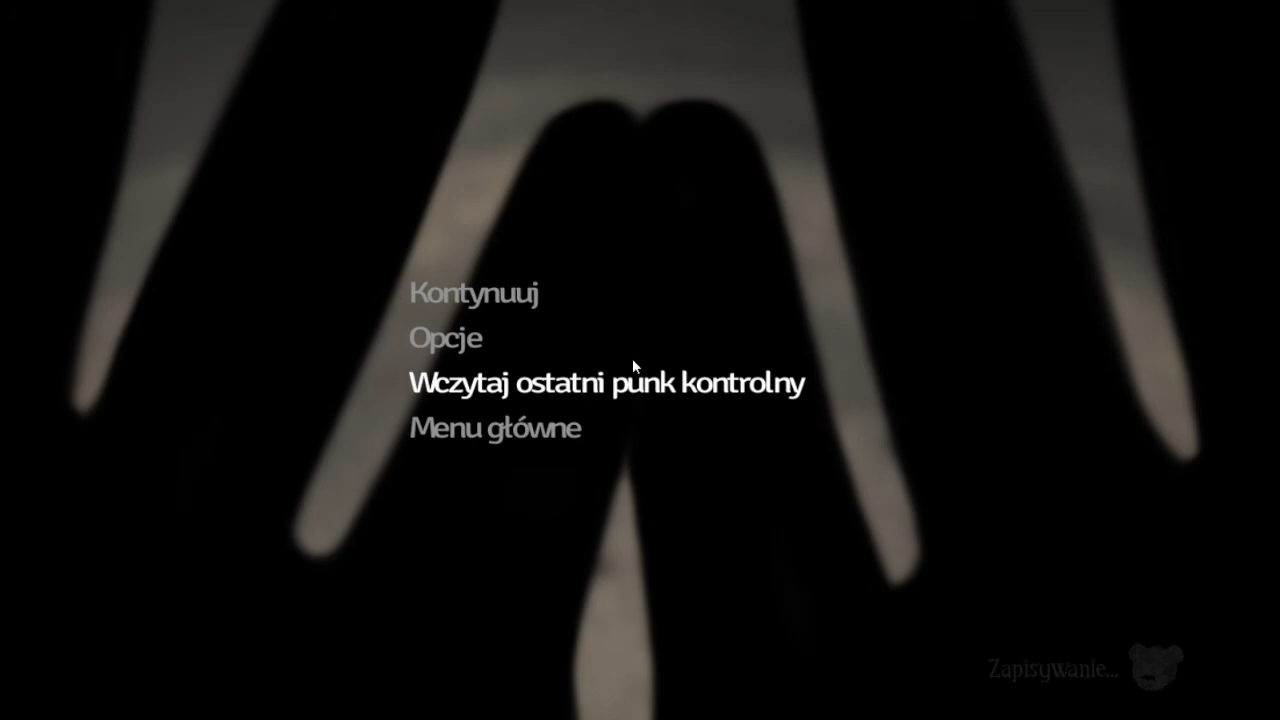 Kontynuuj
Opcje
Wczytaj ostatni punk kontrolny
Menu główne
Zapisywanie...